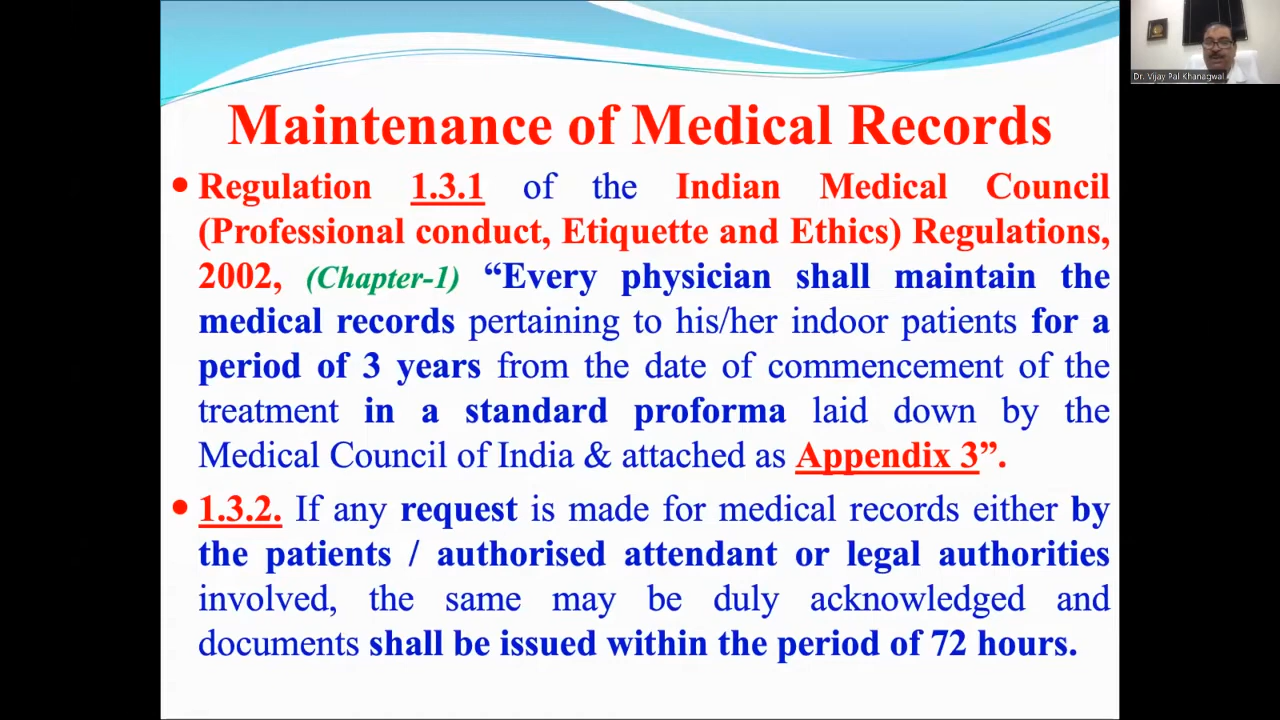 Maintenance of Medical Records
• Regulation 1.3.1 of the Indian Medical Council
(Professional conduct, Etiquette and Ethics) Regulations,
2002, (Chapter-1) “Every physician shall maintain the
medical records pertaining to his/her indoor patients for a
period of 3 years from the date of commencement of the
treatment in a standard proforma laid down by the
Medical Council of India & attached as Appendix 3”.
• 1.3.2. If any request is made for medical records either by
the patients / authorised attendant or legal authorities
involved, the same may be duly acknowledged and
documents shall be issued within the period of 72 hours.
Dr. Vijay Pal Khanagwal